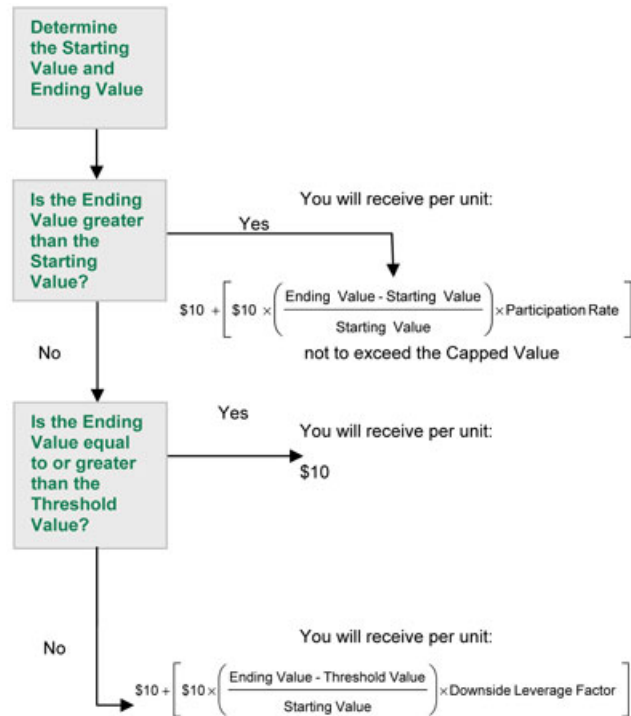 Determine
the Starting
Value and
Ending Value
Is the Ending
Value greater
than the
Starting
Value?
Yes
You will receive per unit:
$10 + [ $10 × ( Ending Value - Starting Value / Starting Value ) × Participation Rate ]
not to exceed the Capped Value
No
Is the Ending
Value equal
to or greater
than the
Threshold
Value?
Yes
You will receive per unit:
$10
No
You will receive per unit:
$10 + [ $10 × ( Ending Value - Threshold Value / Starting Value ) × Downside Leverage Factor ]